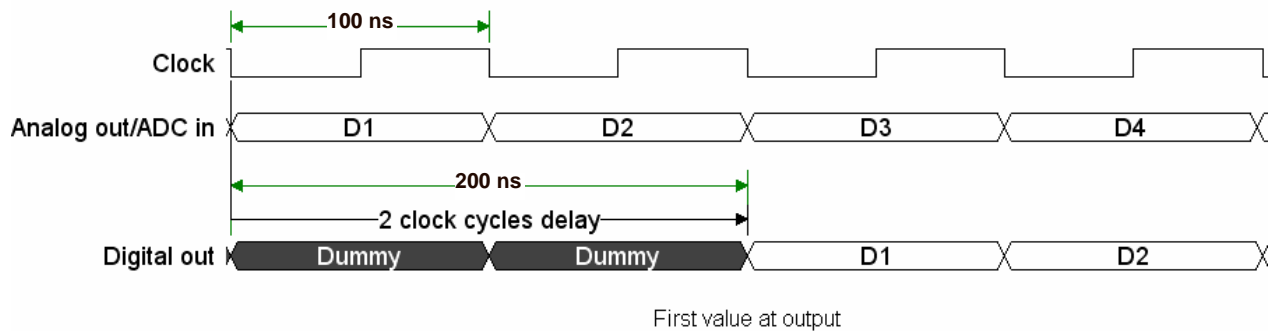 100 ns
Clock
Analog out/ADC in D1 D2 D3 D4
200 ns
2 clock cycles delay
Digital out Dummy Dummy D1 D2
First value at output